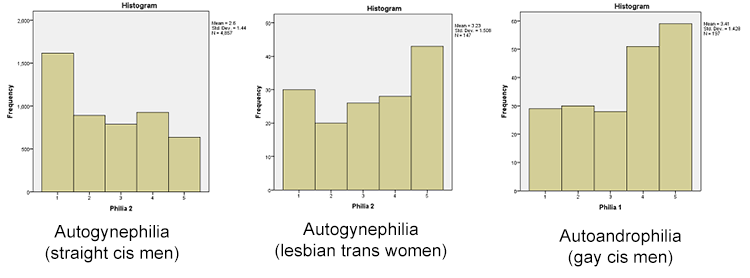 Histogram
Mean = 2.6
Std. Dev. = 1.44
N = 4,857
Frequency
2,000
1,500
1,000
500
0
1 2 3 4 5
Philia 2
Autogynephilia
(straight cis men)
Histogram
Mean = 3.23
Std. Dev. = 1.508
N = 147
Frequency
50
40
30
20
10
0
1 2 3 4 5
Philia 2
Autogynephilia
(lesbian trans women)
Histogram
Mean = 3.41
Std. Dev. = 1.428
N = 197
Frequency
60
50
40
30
20
10
0
1 2 3 4 5
Philia 1
Autoandrophilia
(gay cis men)